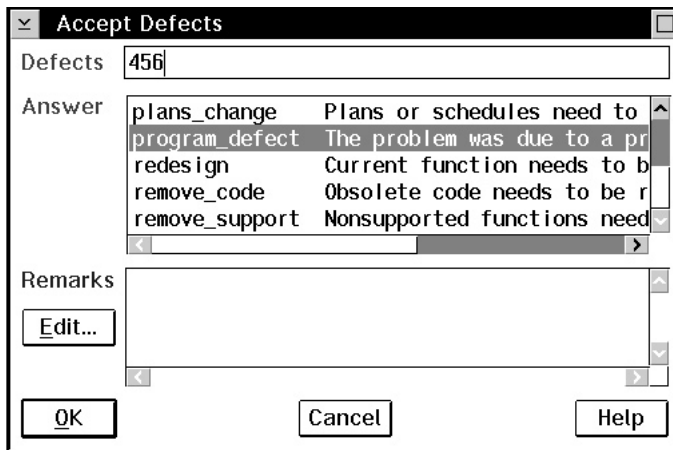 Accept Defects
Defects 456
Answer
plans_change Plans or schedules need to
program_defect The problem was due to a pr
redesign Current function needs to b
remove_code Obsolete code needs to be r
remove_support Nonsupported functions need
Remarks
Edit...
OK Cancel Help